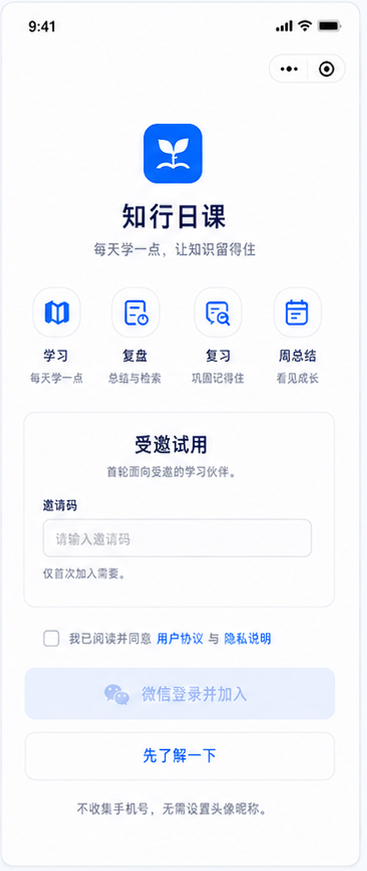 9:41
知行日课
每天学一点，让知识留得住
学习 复盘 复习 周总结
每天学一点 总结与检索 巩固记得住 看见成长
受邀试用
首轮面向受邀的学习伙伴。
邀请码
请输入邀请码
仅首次加入需要。
我已阅读并同意 用户协议 与 隐私说明
微信登录并加入
先了解一下
不收集手机号，无需设置头像昵称。